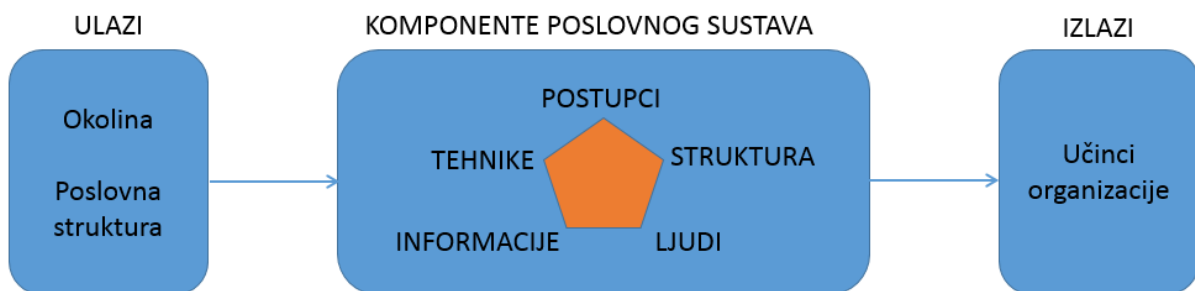 ULAZI
Okolina
Poslovna
struktura
KOMPONENTE POSLOVNOG SUSTAVA
POSTUPCI
TEHNIKE
STRUKTURA
INFORMACIJE
LJUDI
IZLAZI
Učinci
organizacije